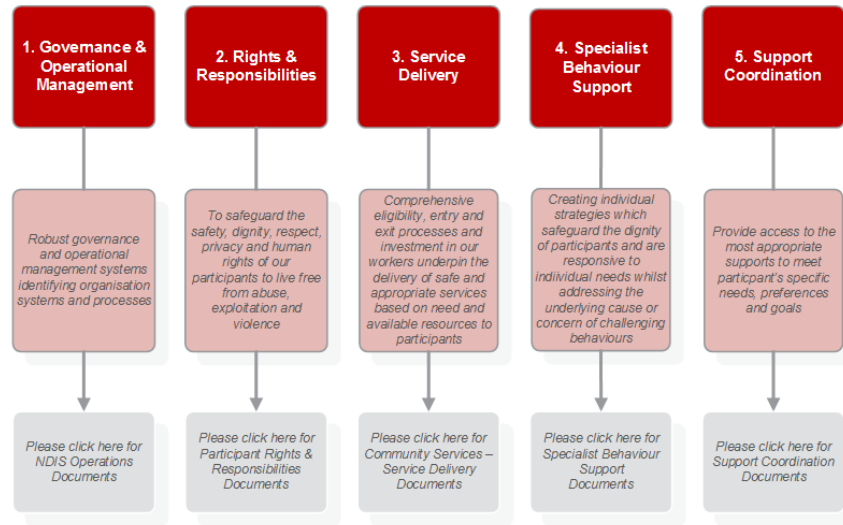 1. Governance &
Operational
Management
2. Rights &
Responsibilities
3. Service
Delivery
4. Specialist
Behaviour
Support
5. Support
Coordination
Robust governance
and operational
management systems
identifying organisation
systems and processes
To safeguard the
safety, dignity, respect,
privacy and human
rights of our
participants to live free
from abuse,
exploitation and
violence
Comprehensive
eligibility, entry and
exit processes and
investment in our
workers underpin the
delivery of safe and
appropriate services
based on need and
available resources to
participants
Creating individual
strategies which
safeguard the dignity
of participants and are
responsive to
individual needs whilst
addressing the
underlying cause or
concern of challenging
behaviours
Provide access to the
most appropriate
supports to meet
particpant's specific
needs, preferences
and goals
Please click here for
NDIS Operations
Documents
Please click here for
Participant Rights &
Responsibilities
Documents
Please click here for
Community Services –
Service Delivery
Documents
Please click here for
Specialist Behaviour
Support
Documents
Please click here for
Support Coordination
Documents